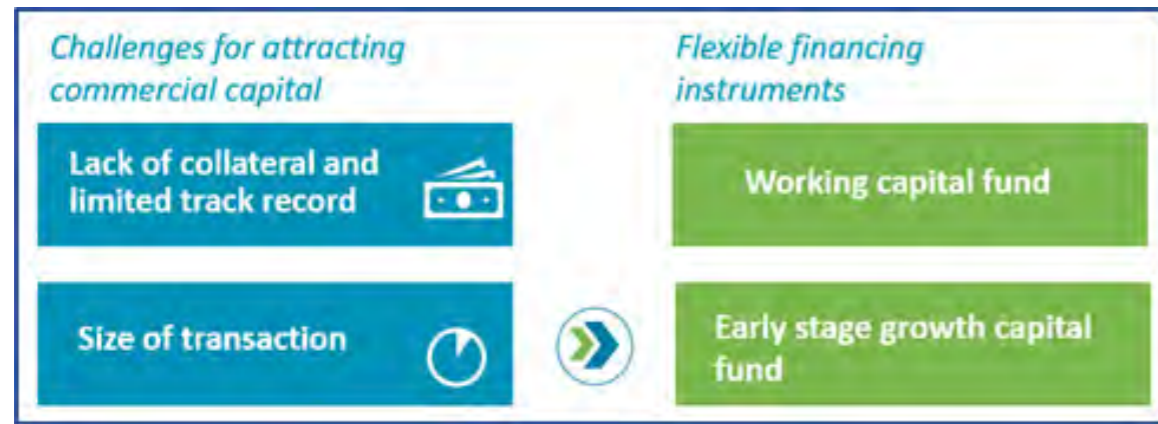 Challenges for attracting
commercial capital
Flexible financing
instruments
Lack of collateral and
limited track record
Working capital fund
Size of transaction
Early stage growth capital
fund